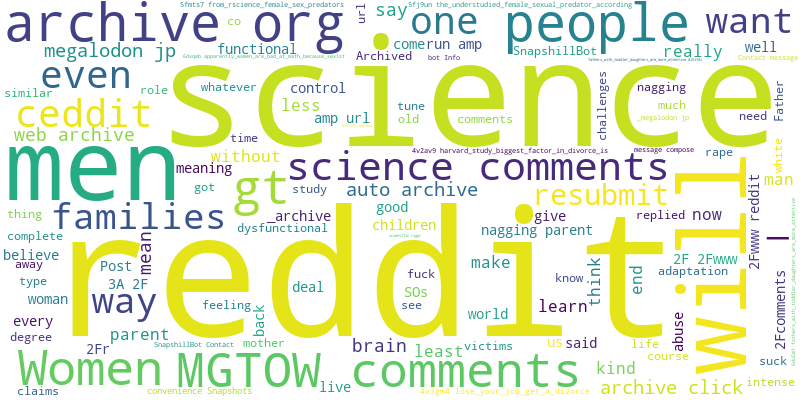 5fmts7 from_rscience_female_sex_predators
5fj9un the_understudied_female_sexual_predator_according
archive org
co
url
say
one people
want
megalodon jp
functional
come
run amp
SnapshillBot
really
well
6dvqeb apparently_women_are_bad_at_math_because_sexist
Archived
bot Info
fathers_with_toddler_daughters_are_more_attentive
Contact message
even
science
similar
whatever
role
control
less
tune
nagging
much
challenges
Father
ceddit
amp url
old
comments
_megalodon jp
need
web archive
time
without
4v2av9 harvard_study_biggest_factor_in_divorce_is
message compose
rape
white
men
meaning
science comments
man
gt
got
study
auto archive
resubmit
will
families
_archive
good
give
replied
now
2Fwww reddit
thing
dysfunctional
children
nagging parent
complete
believe
mean
reddit
make
think
end
2F 2Fwww
I
away
Post
fuck
know
adaptation
type
3A 2F
way
feeling
deal
SOs
see
woman
back
world
learn
2Fcomments
every
parent
abuse
degree
2Fr
SnapshillBot Contact
mother
brain
least
victims
US
said
life
course
suck
Women
MGTOW
comments
kind
claims
convenience Snapshots
live
4v1gm4 lose_your_job_get_a_divorce
archive click
intense